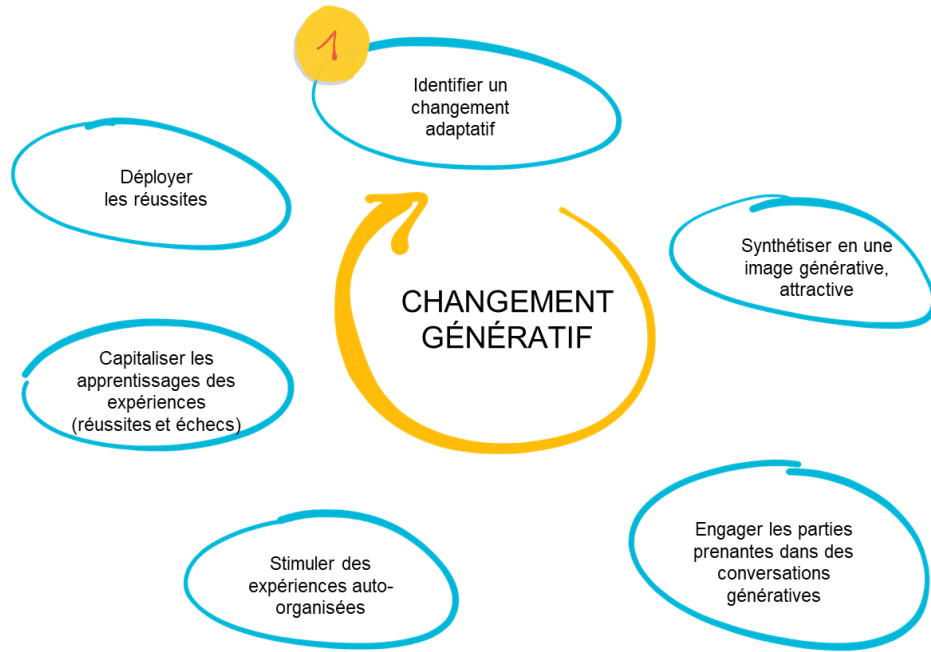 1
Identifier un
changement
adaptatif
Synthétiser en une
image générative,
attractive
Engager les parties
prenantes dans des
conversations
génératives
Stimuler des
expériences auto-
organisées
Capitaliser les
apprentissages des
expériences
(réussites et échecs)
Déployer
les réussites
CHANGEMENT
GÉNÉRATIF